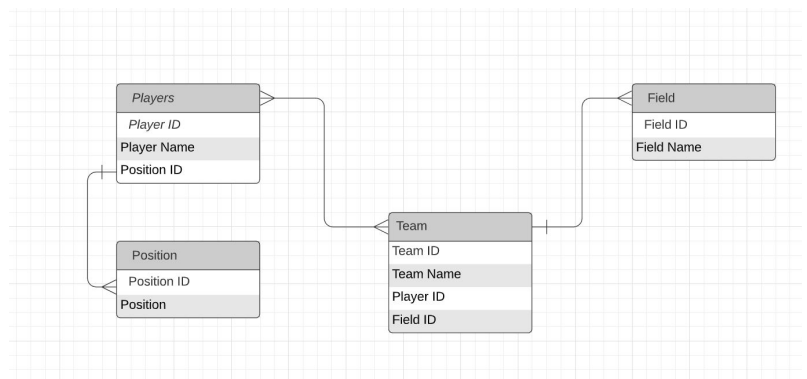 Players
Player ID
Player Name
Position ID
Position
Position ID
Position
Team
Team ID
Team Name
Player ID
Field ID
Field
Field ID
Field Name